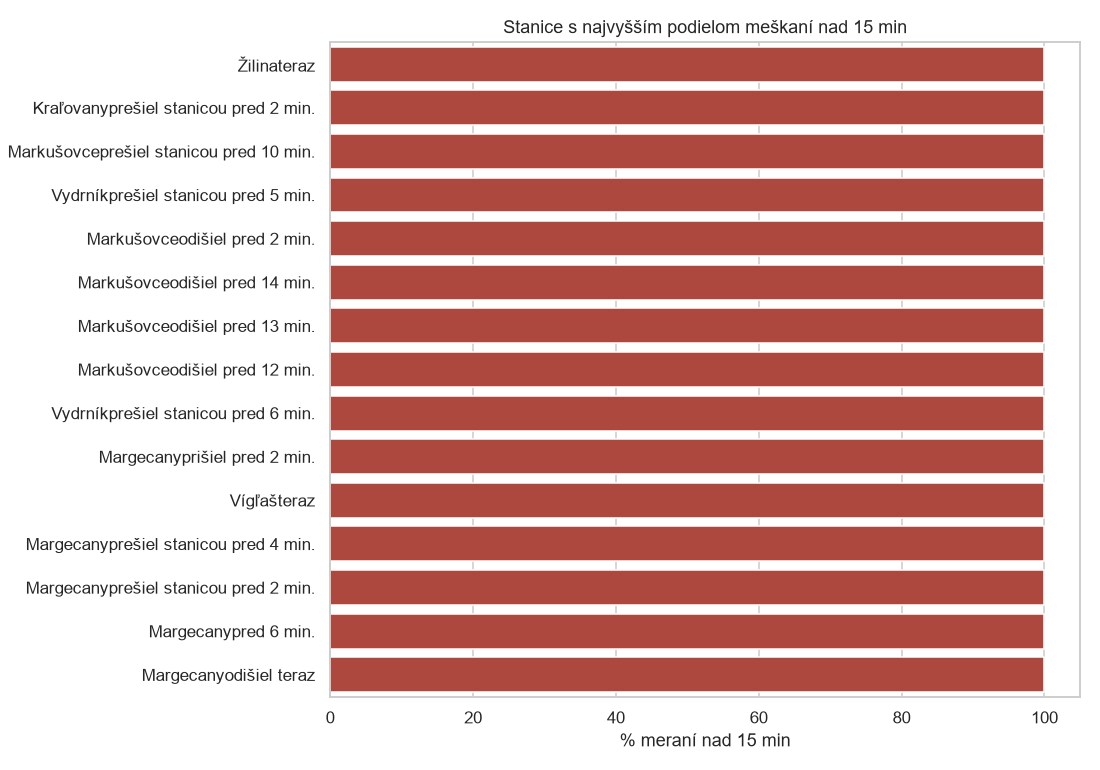 Stanice s najvyšším podielom meškaní nad 15 min
Žilinateraz
Kraľovanyprešiel stanicou pred 2 min.
Markušovceprešiel stanicou pred 10 min.
Vydrníkprešiel stanicou pred 5 min.
Markušovceodišiel pred 2 min.
Markušovceodišiel pred 14 min.
Markušovceodišiel pred 13 min.
Markušovceodišiel pred 12 min.
Vydrníkprešiel stanicou pred 6 min.
Margecanyprišiel pred 2 min.
Vígľašteraz
Margecanyprešiel stanicou pred 4 min.
Margecanyprešiel stanicou pred 2 min.
Margecanypred 6 min.
Margecanyodišiel teraz
0 20 40 60 80 100
% meraní nad 15 min